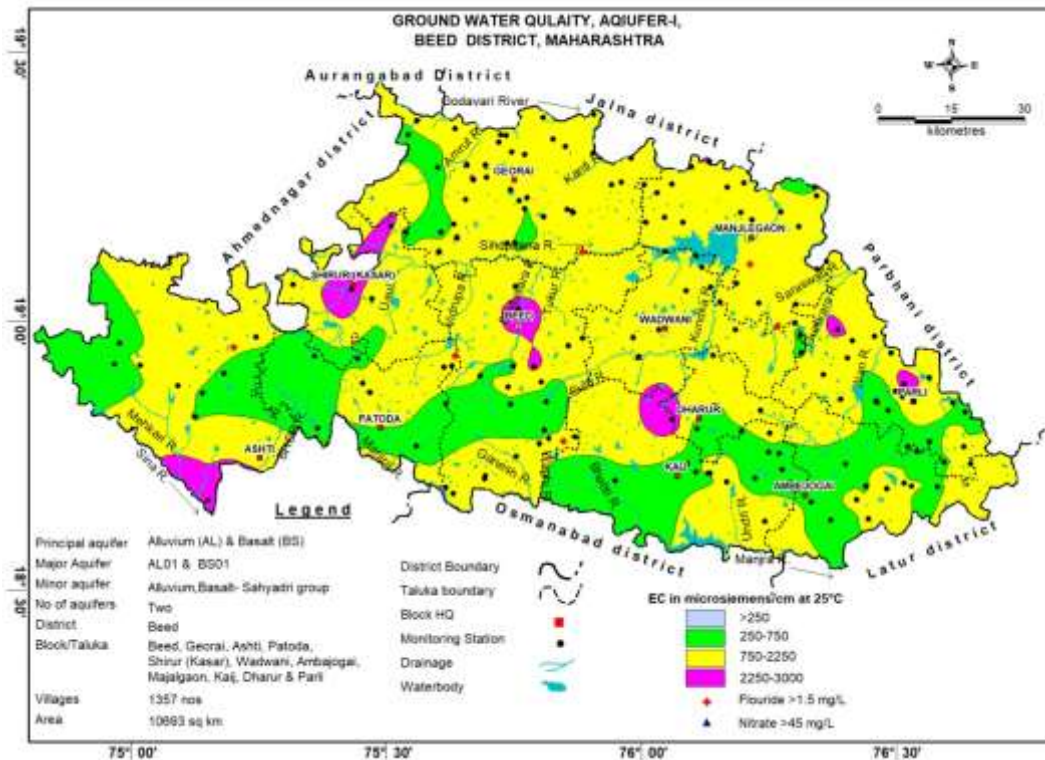 GROUND WATER QULAITY, AQIUFER-I,
BEED DISTRICT, MAHARASHTRA
19° 30'
N
W E
S
0 15 30
kilometres
Aurangabad District
Godavari River
Jalna district
Ahmednagar district
Amrut R.
GEORAI
MANJLEGAON
Parbhani district
SHIRUR(KASAR)
BEED
WADWANI
19° 00'
PARLI
PATODA
DHARUR
ASHTI
KAIJ
AMBEJOGAI
Sina R.
Ganesh R.
Undri R.
Osmanabad district
Latur district
18° 30'
Legend
Principal aquifer Alluvium (AL) & Basalt (BS)
Major Aquifer AL01 & BS01
Minor aquifer Alluvium,Basalt- Sahyadri group
No of aquifers Two
District Beed
Block/Taluka Beed, Georai, Ashti, Patoda,
Shirur (Kasar), Wadwani, Ambajogai,
Majalgaon, Kaij, Dharur & Parli
Villages 1357 nos
Area 10693 sq km
District Boundary
Taluka boundary
Block HQ
Monitoring Station
Drainage
Waterbody
EC in microsiemens/cm at 25°C
>250
250-750
750-2250
2250-3000
Flouride >1.5 mg/L
Nitrate >45 mg/L
75° 00' 75° 30' 76° 00' 76° 30'